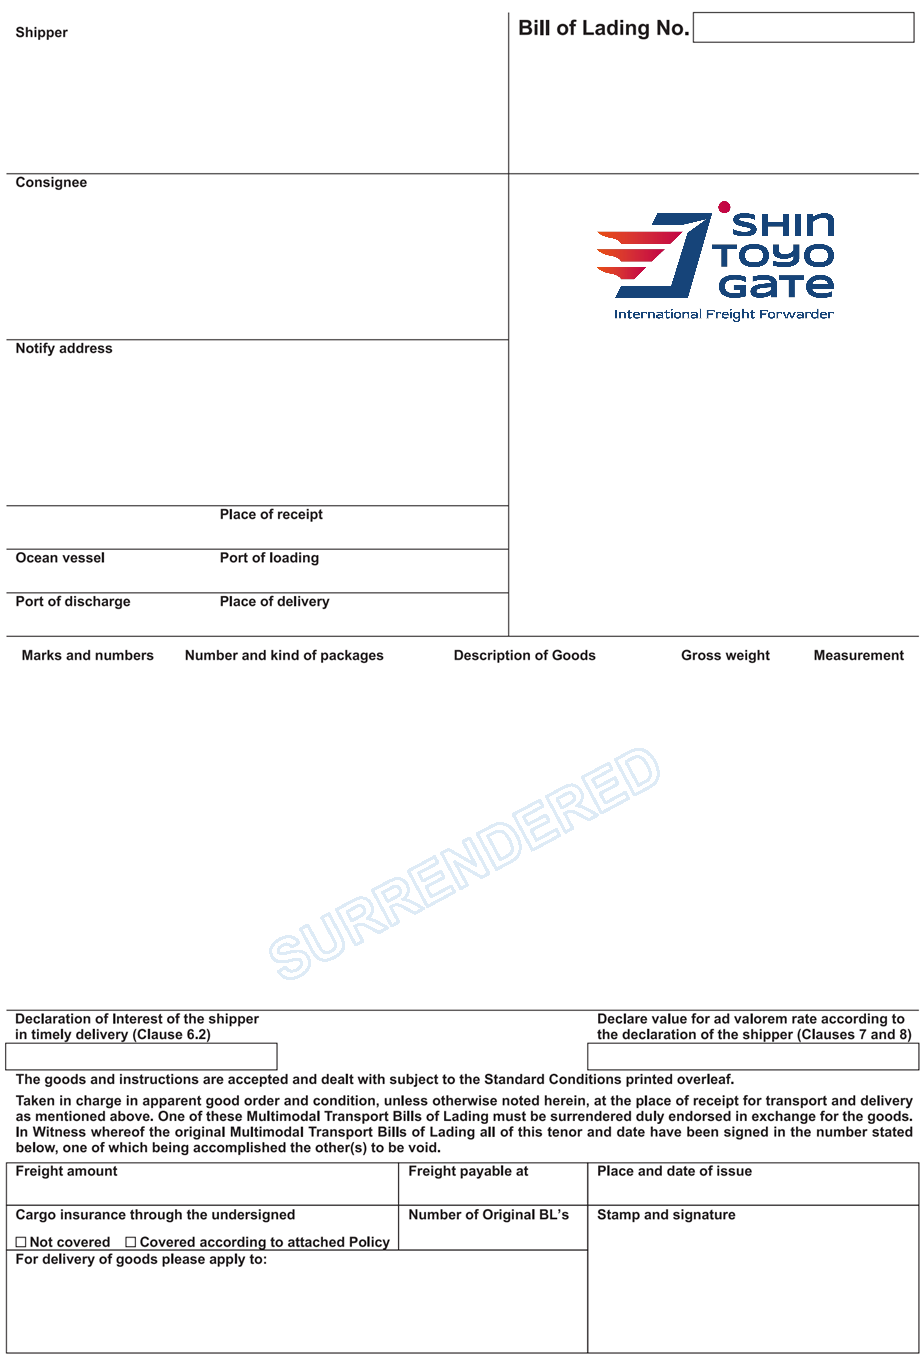 Shipper
Bill of Lading No.
Consignee
SHIN
TOYO
GATE
International Freight Forwarder
Notify address
Place of receipt
Ocean vessel
Port of loading
Port of discharge
Place of delivery
Marks and numbers
Number and kind of packages
Description of Goods
Gross weight
Measurement
SURRENDERED
Declaration of Interest of the shipper
in timely delivery (Clause 6.2)
Declare value for ad valorem rate according to
the declaration of the shipper (Clauses 7 and 8)
The goods and instructions are accepted and dealt with subject to the Standard Conditions printed overleaf.
Taken in charge in apparent good order and condition, unless otherwise noted herein, at the place of receipt for transport and delivery
as mentioned above. One of these Multimodal Transport Bills of Lading must be surrendered duly endorsed in exchange for the goods.
In Witness whereof the original Multimodal Transport Bills of Lading all of this tenor and date have been signed in the number stated
below, one of which being accomplished the other(s) to be void.
Freight amount
Freight payable at
Place and date of issue
Cargo insurance through the undersigned
Number of Original BL's
Stamp and signature
Not covered
Covered according to attached Policy
For delivery of goods please apply to: